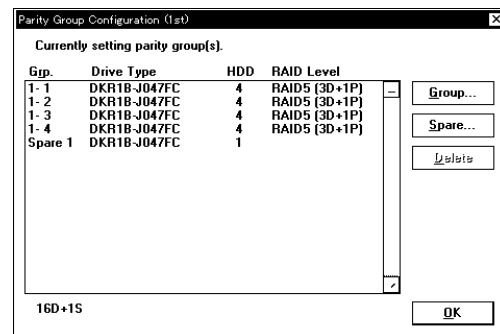 Parity Group Configuration (1st)
Currently setting parity group(s).
Grp. Drive Type HDD RAID Level
1- 1 DKR1B-J047FC 4 RAID5 (3D+1P)
1- 2 DKR1B-J047FC 4 RAID5 (3D+1P)
1- 3 DKR1B-J047FC 4 RAID5 (3D+1P)
1- 4 DKR1B-J047FC 4 RAID5 (3D+1P)
Spare 1 DKR1B-J047FC 1
Group...
Spare...
Delete
16D+1S
OK